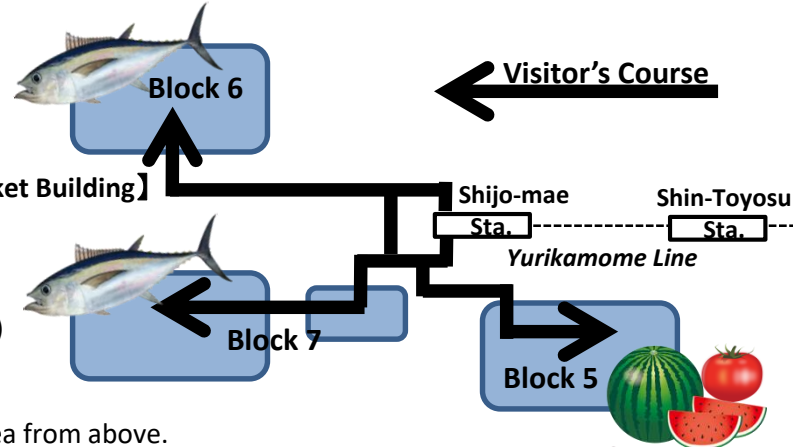 Block 6
Visitor's Course
ket Building】
Shijo-mae
Shin-Toyosu
Sta.
Sta.
Yurikamome Line
Block 7
Block 5
)
ea from above.